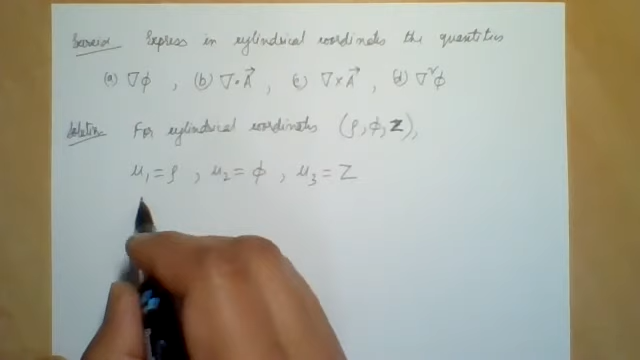 Exercise Express in cylindrical coordinates the quantities
(a) ∇ϕ , (b) ∇·A⃗ , (c) ∇×A⃗ , (d) ∇²ϕ
Solution For cylindrical coordinates (ρ, ϕ, z),
u₁ = ρ , u₂ = ϕ , u₃ = Z